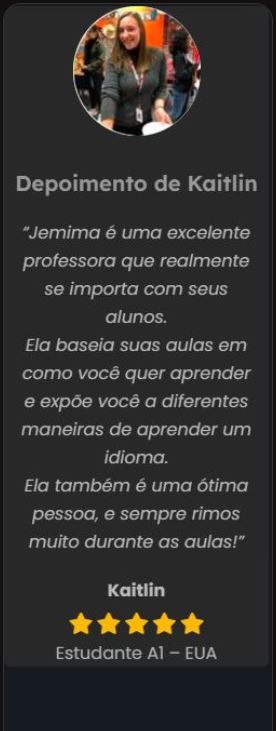 Depoimento de Kaitlin
“Jemima é uma excelente
professora que realmente
se importa com seus
alunos.
Ela baseia suas aulas em
como você quer aprender
e expõe você a diferentes
maneiras de aprender um
idioma.
Ela também é uma ótima
pessoa, e sempre rimos
muito durante as aulas!”
Kaitlin
Estudante A1 – EUA